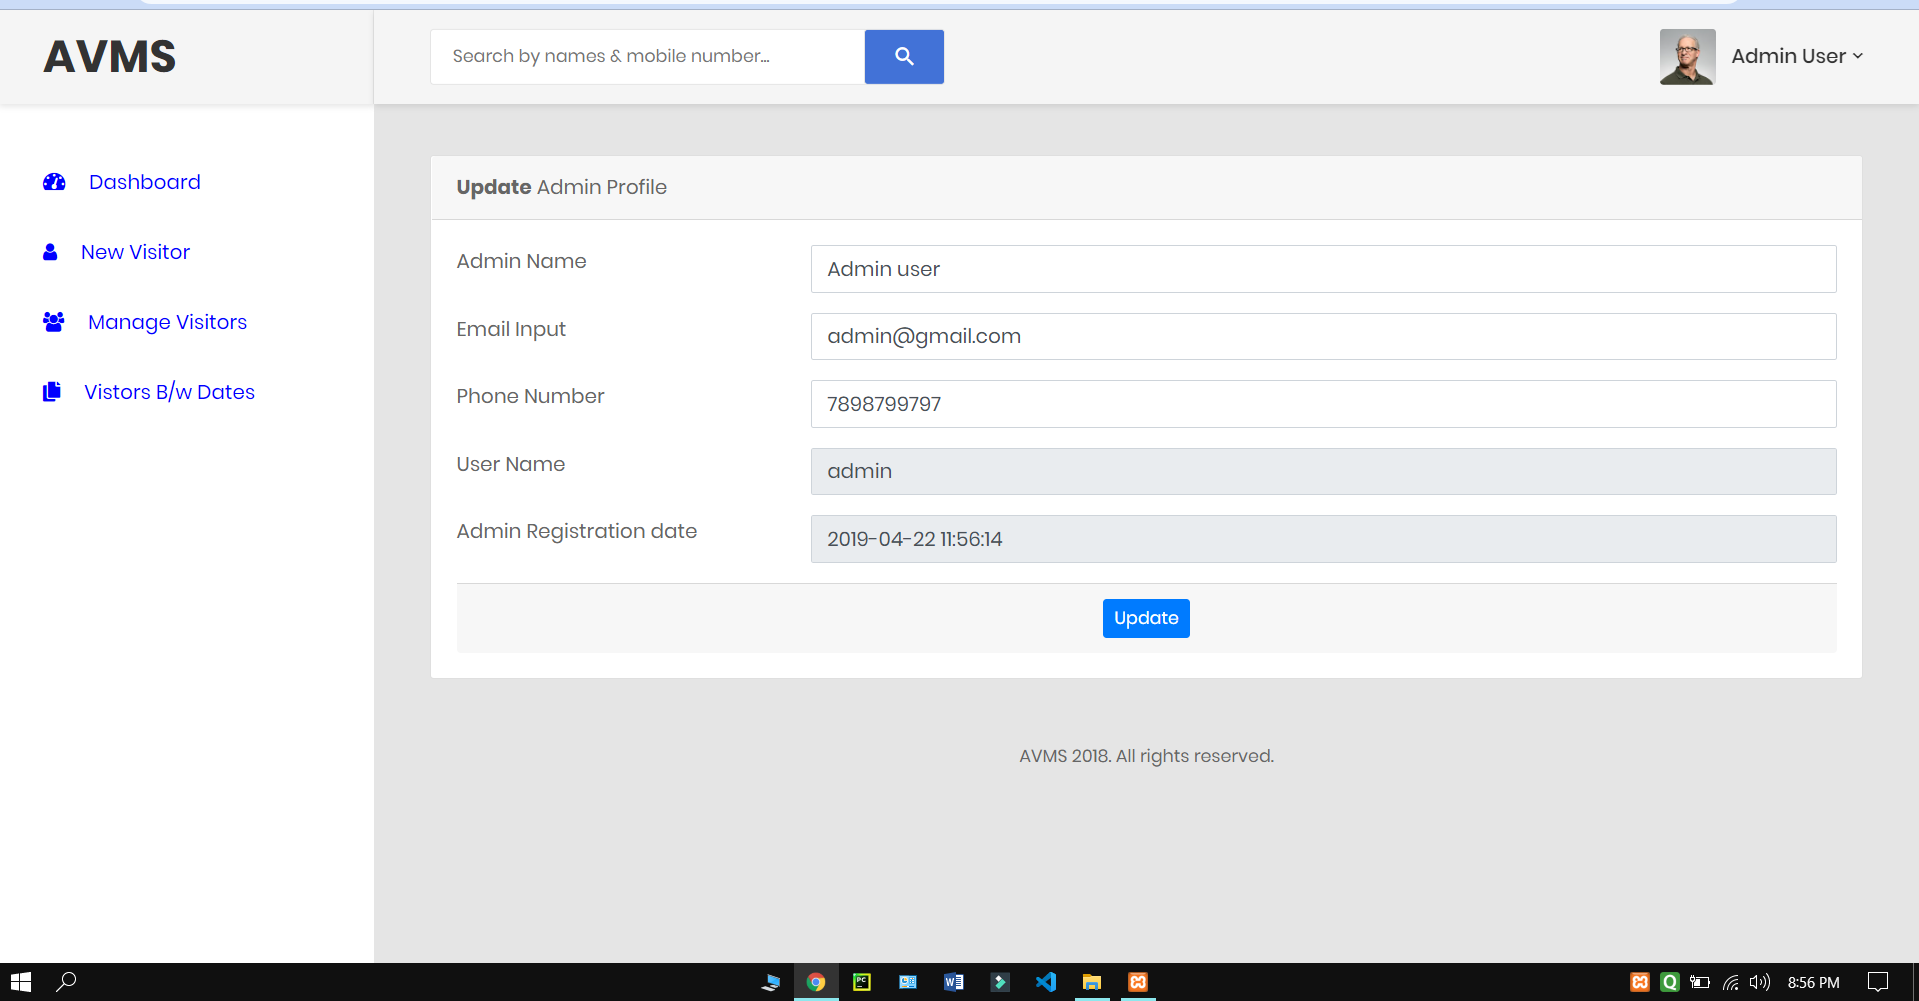 AVMS
Search by names & mobile number...
Admin User
Dashboard
New Visitor
Manage Visitors
Vistors B/w Dates
Update Admin Profile
Admin Name
Admin user
Email Input
admin@gmail.com
Phone Number
7898799797
User Name
admin
Admin Registration date
2019-04-22 11:56:14
Update
AVMS 2018. All rights reserved.
8:56 PM